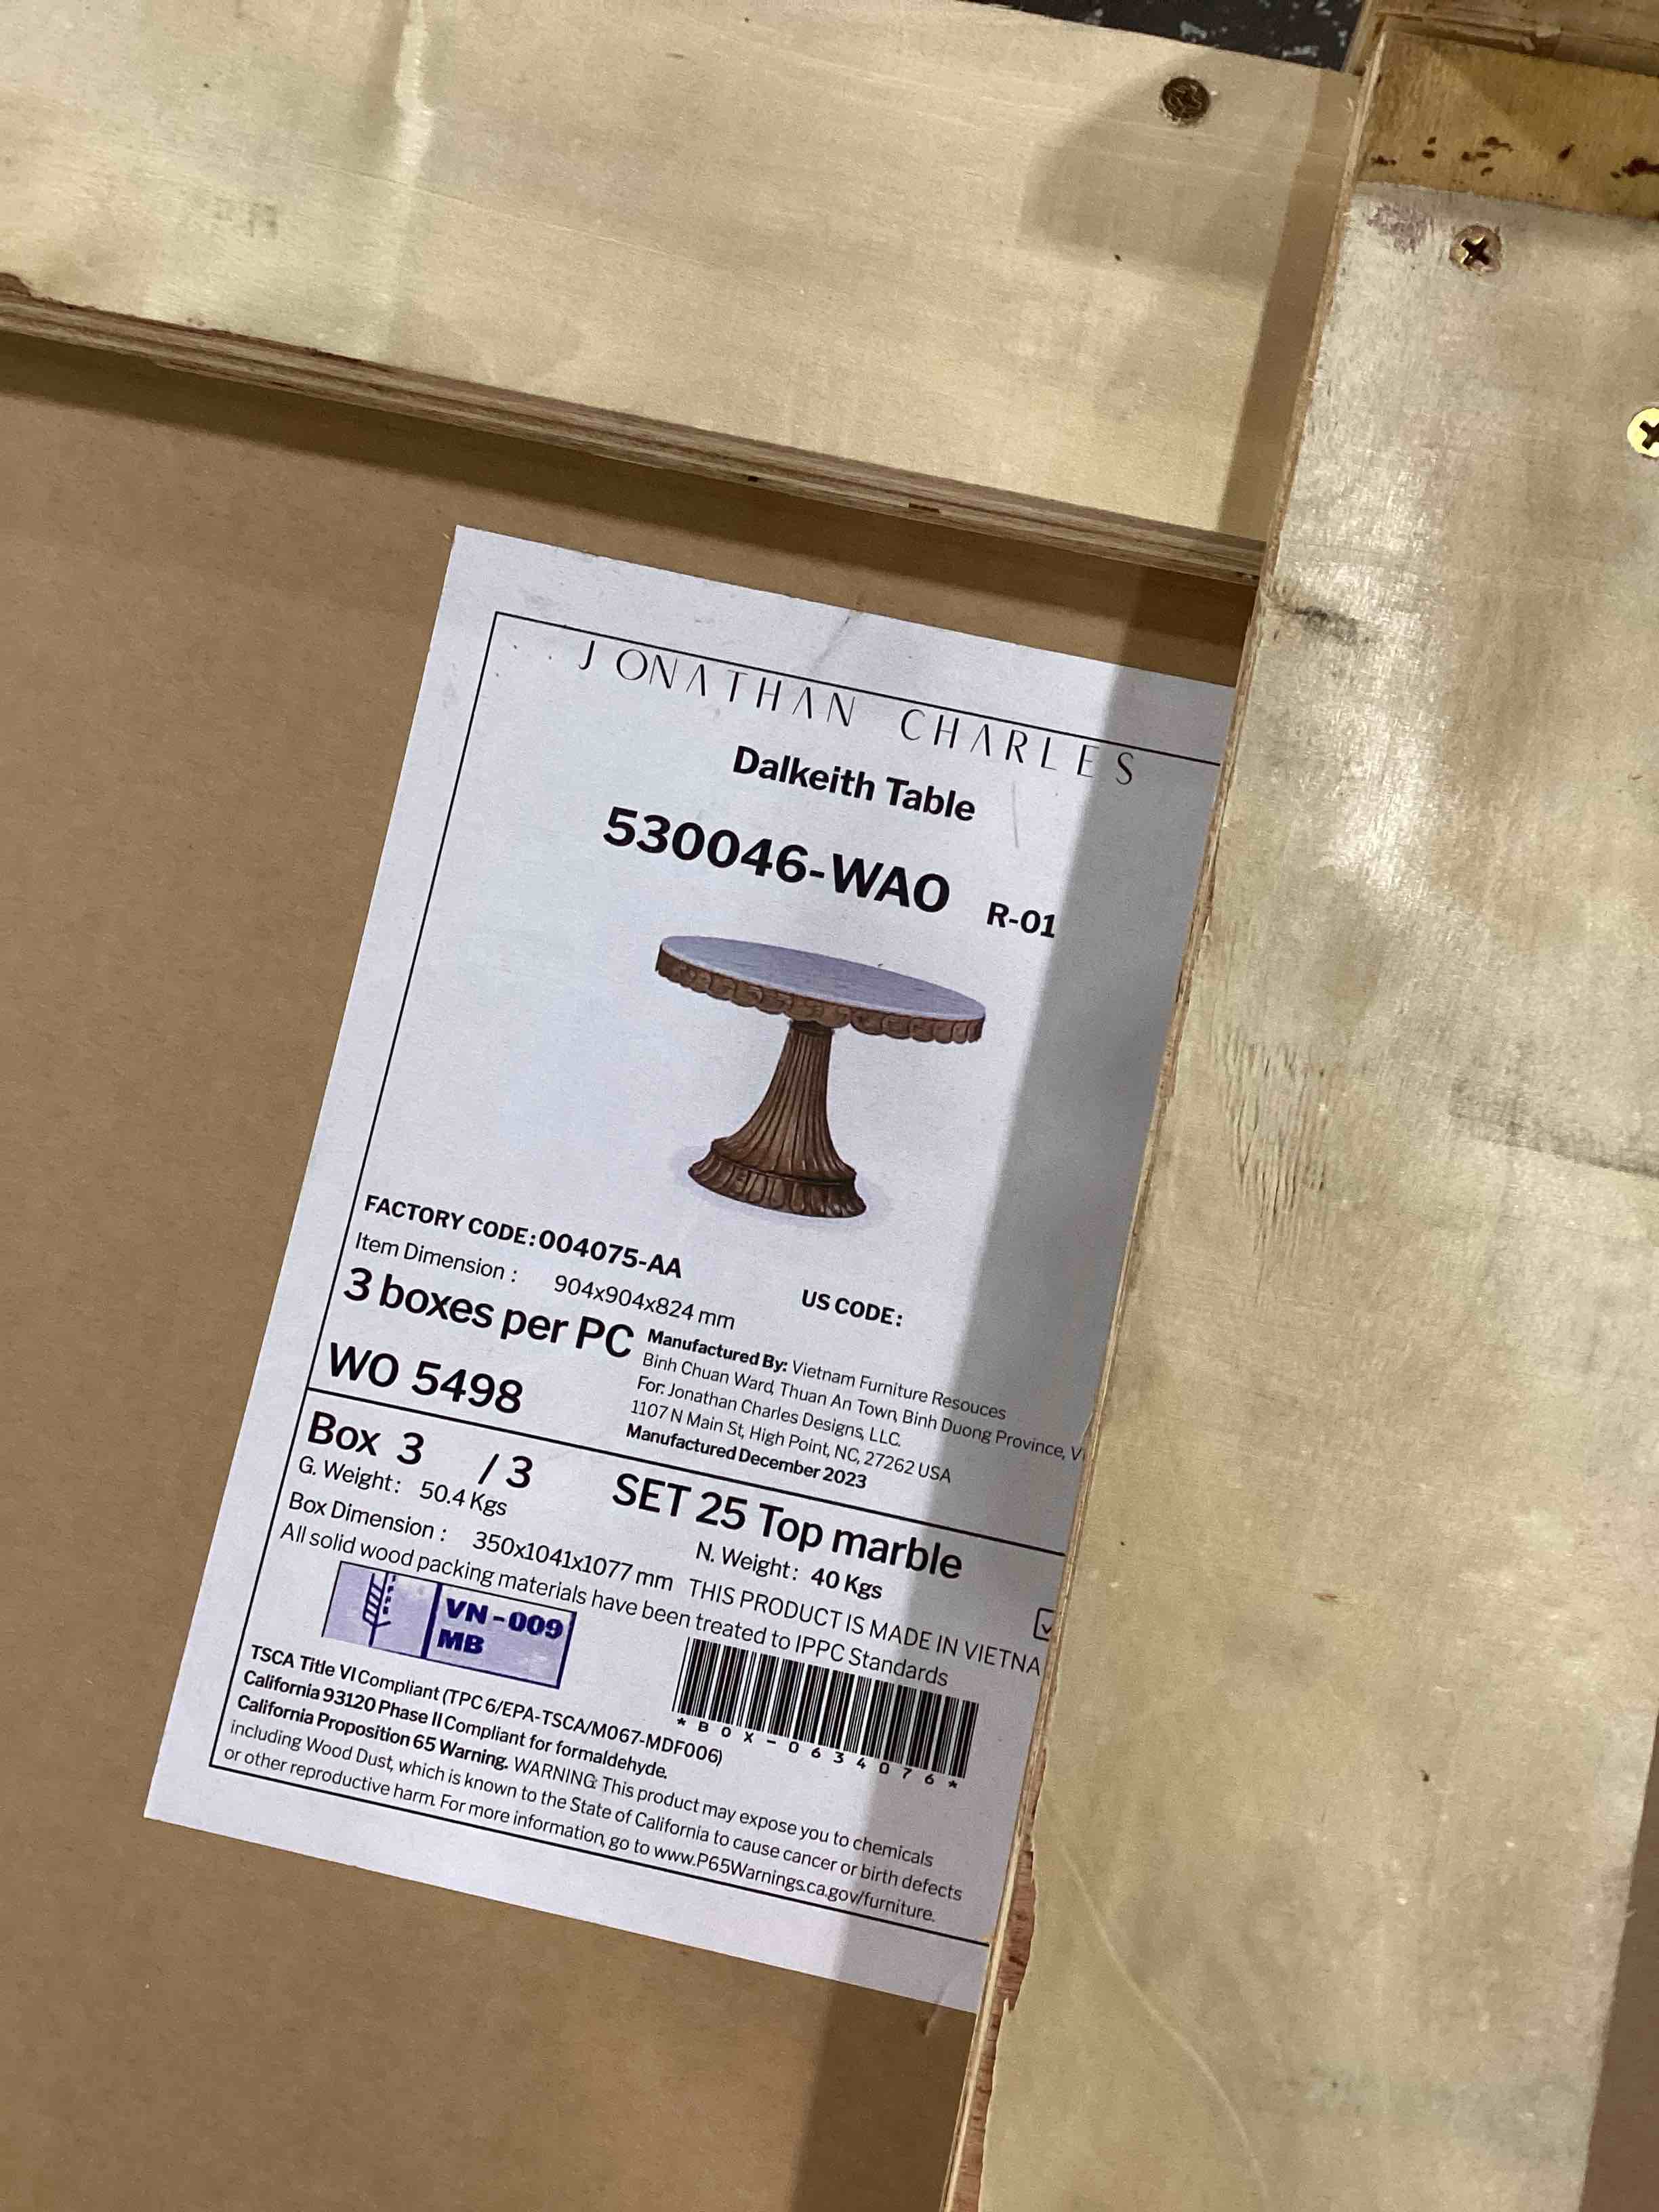 JONATHAN CHARLES
Dalkeith Table
530046-WAO R-01
FACTORY CODE: 004075-AA
Item Dimension : 904x904x824 mm
US CODE:
3 boxes per PC
WO 5498
Manufactured By: Vietnam Furniture Resouces
Binh Chuan Ward, Thuan An Town, Binh Duong Province,
For: Jonathan Charles Designs, LLC.
1107 N Main St, High Point, NC, 27262 USA
Manufactured December 2023
Box 3 / 3
SET 25 Top marble
G. Weight: 50.4 Kgs
N. Weight: 40 Kgs
Box Dimension : 350x1041x1077 mm
THIS PRODUCT IS MADE IN VIETNA
All solid wood packing materials have been treated to IPPC Standards
VN-009
MB
*BOX-0634076*
TSCA Title VI Compliant (TPC 6/EPA-TSCA/M067-MDF006)
California 93120 Phase II Compliant for formaldehyde.
California Proposition 65 Warning. WARNING: This product may expose you to chemicals
including Wood Dust, which is known to the State of California to cause cancer or birth defects
or other reproductive harm. For more information, go to www.P65Warnings.ca.gov/furniture.